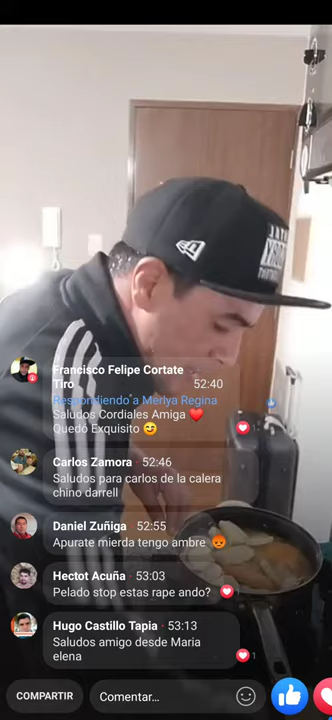 Francisco Felipe Cortate
Tiro 52:40
Respondiendo a Merlya Regina
Saludos Cordiales Amiga ❤️
Quedó Exquisito 😊
1
Carlos Zamora · 52:46
Saludos para carlos de la calera
chino darrell
Daniel Zuñiga · 52:55
Apurate mierda tengo ambre 😡
Hectot Acuña · 53:03
Pelado stop estas rape ando?
Hugo Castillo Tapia · 53:13
Saludos amigo desde Maria
elena
1
COMPARTIR
Comentar...